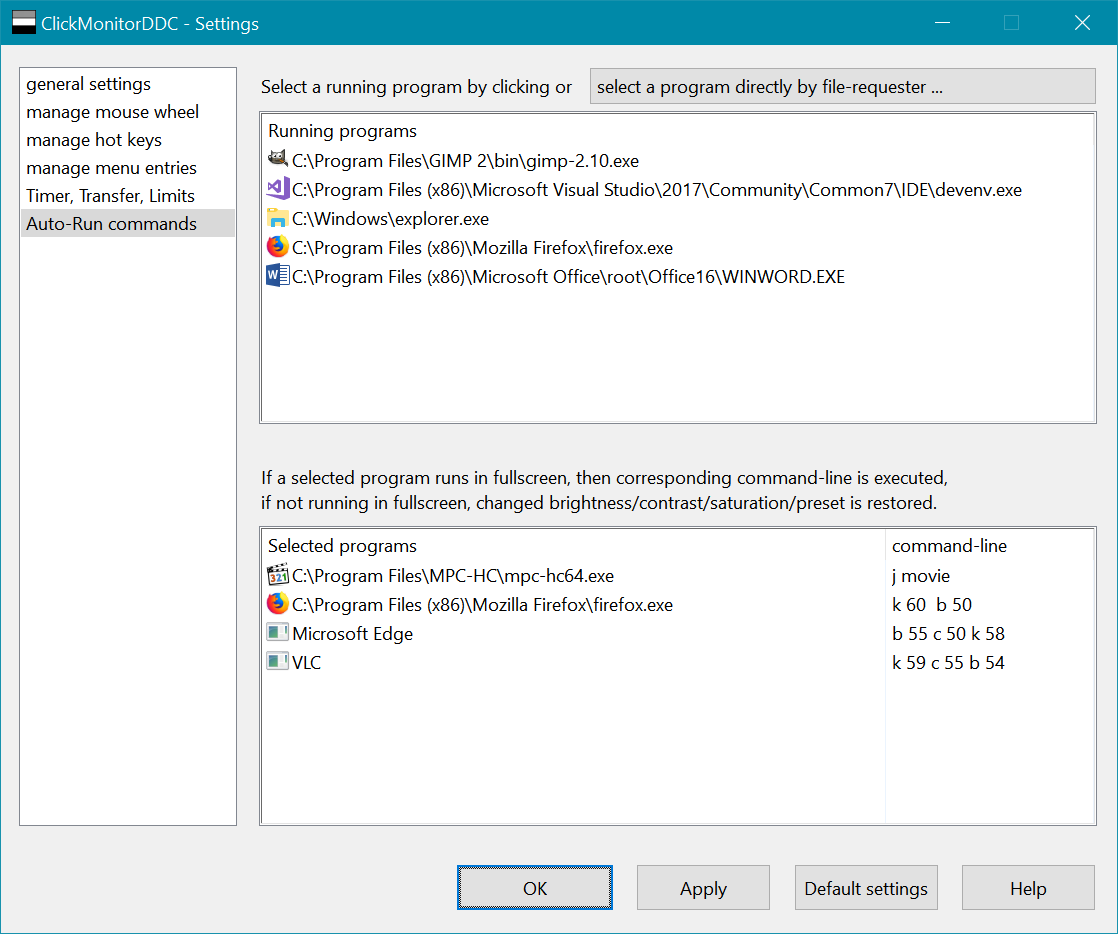 ClickMonitorDDC - Settings
general settings
manage mouse wheel
manage hot keys
manage menu entries
Timer, Transfer, Limits
Auto-Run commands
Select a running program by clicking or
select a program directly by file-requester ...
Running programs
C:\Program Files\GIMP 2\bin\gimp-2.10.exe
C:\Program Files (x86)\Microsoft Visual Studio\2017\Community\Common7\IDE\devenv.exe
C:\Windows\explorer.exe
C:\Program Files (x86)\Mozilla Firefox\firefox.exe
C:\Program Files (x86)\Microsoft Office\root\Office16\WINWORD.EXE
If a selected program runs in fullscreen, then corresponding command-line is executed,
if not running in fullscreen, changed brightness/contrast/saturation/preset is restored.
Selected programs command-line
C:\Program Files\MPC-HC\mpc-hc64.exe j movie
C:\Program Files (x86)\Mozilla Firefox\firefox.exe k 60  b 50
Microsoft Edge b 55 c 50 k 58
VLC k 59 c 55 b 54
OK Apply Default settings Help